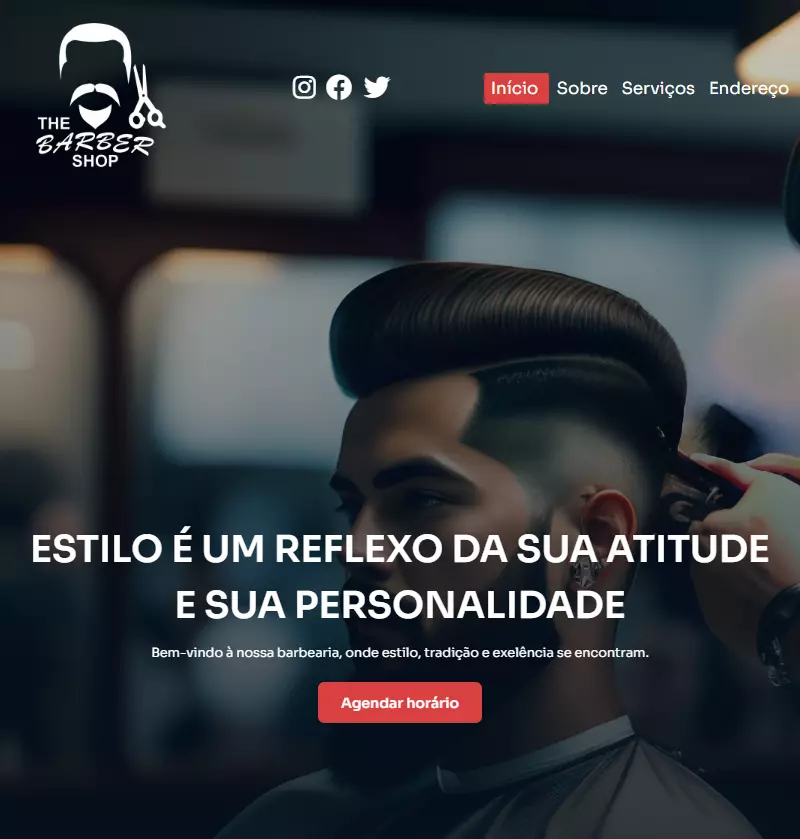 THE
BARBER
SHOP
Início Sobre Serviços Endereço
ESTILO É UM REFLEXO DA SUA ATITUDE
E SUA PERSONALIDADE
Bem-vindo à nossa barbearia, onde estilo, tradição e exelência se encontram.
Agendar horário